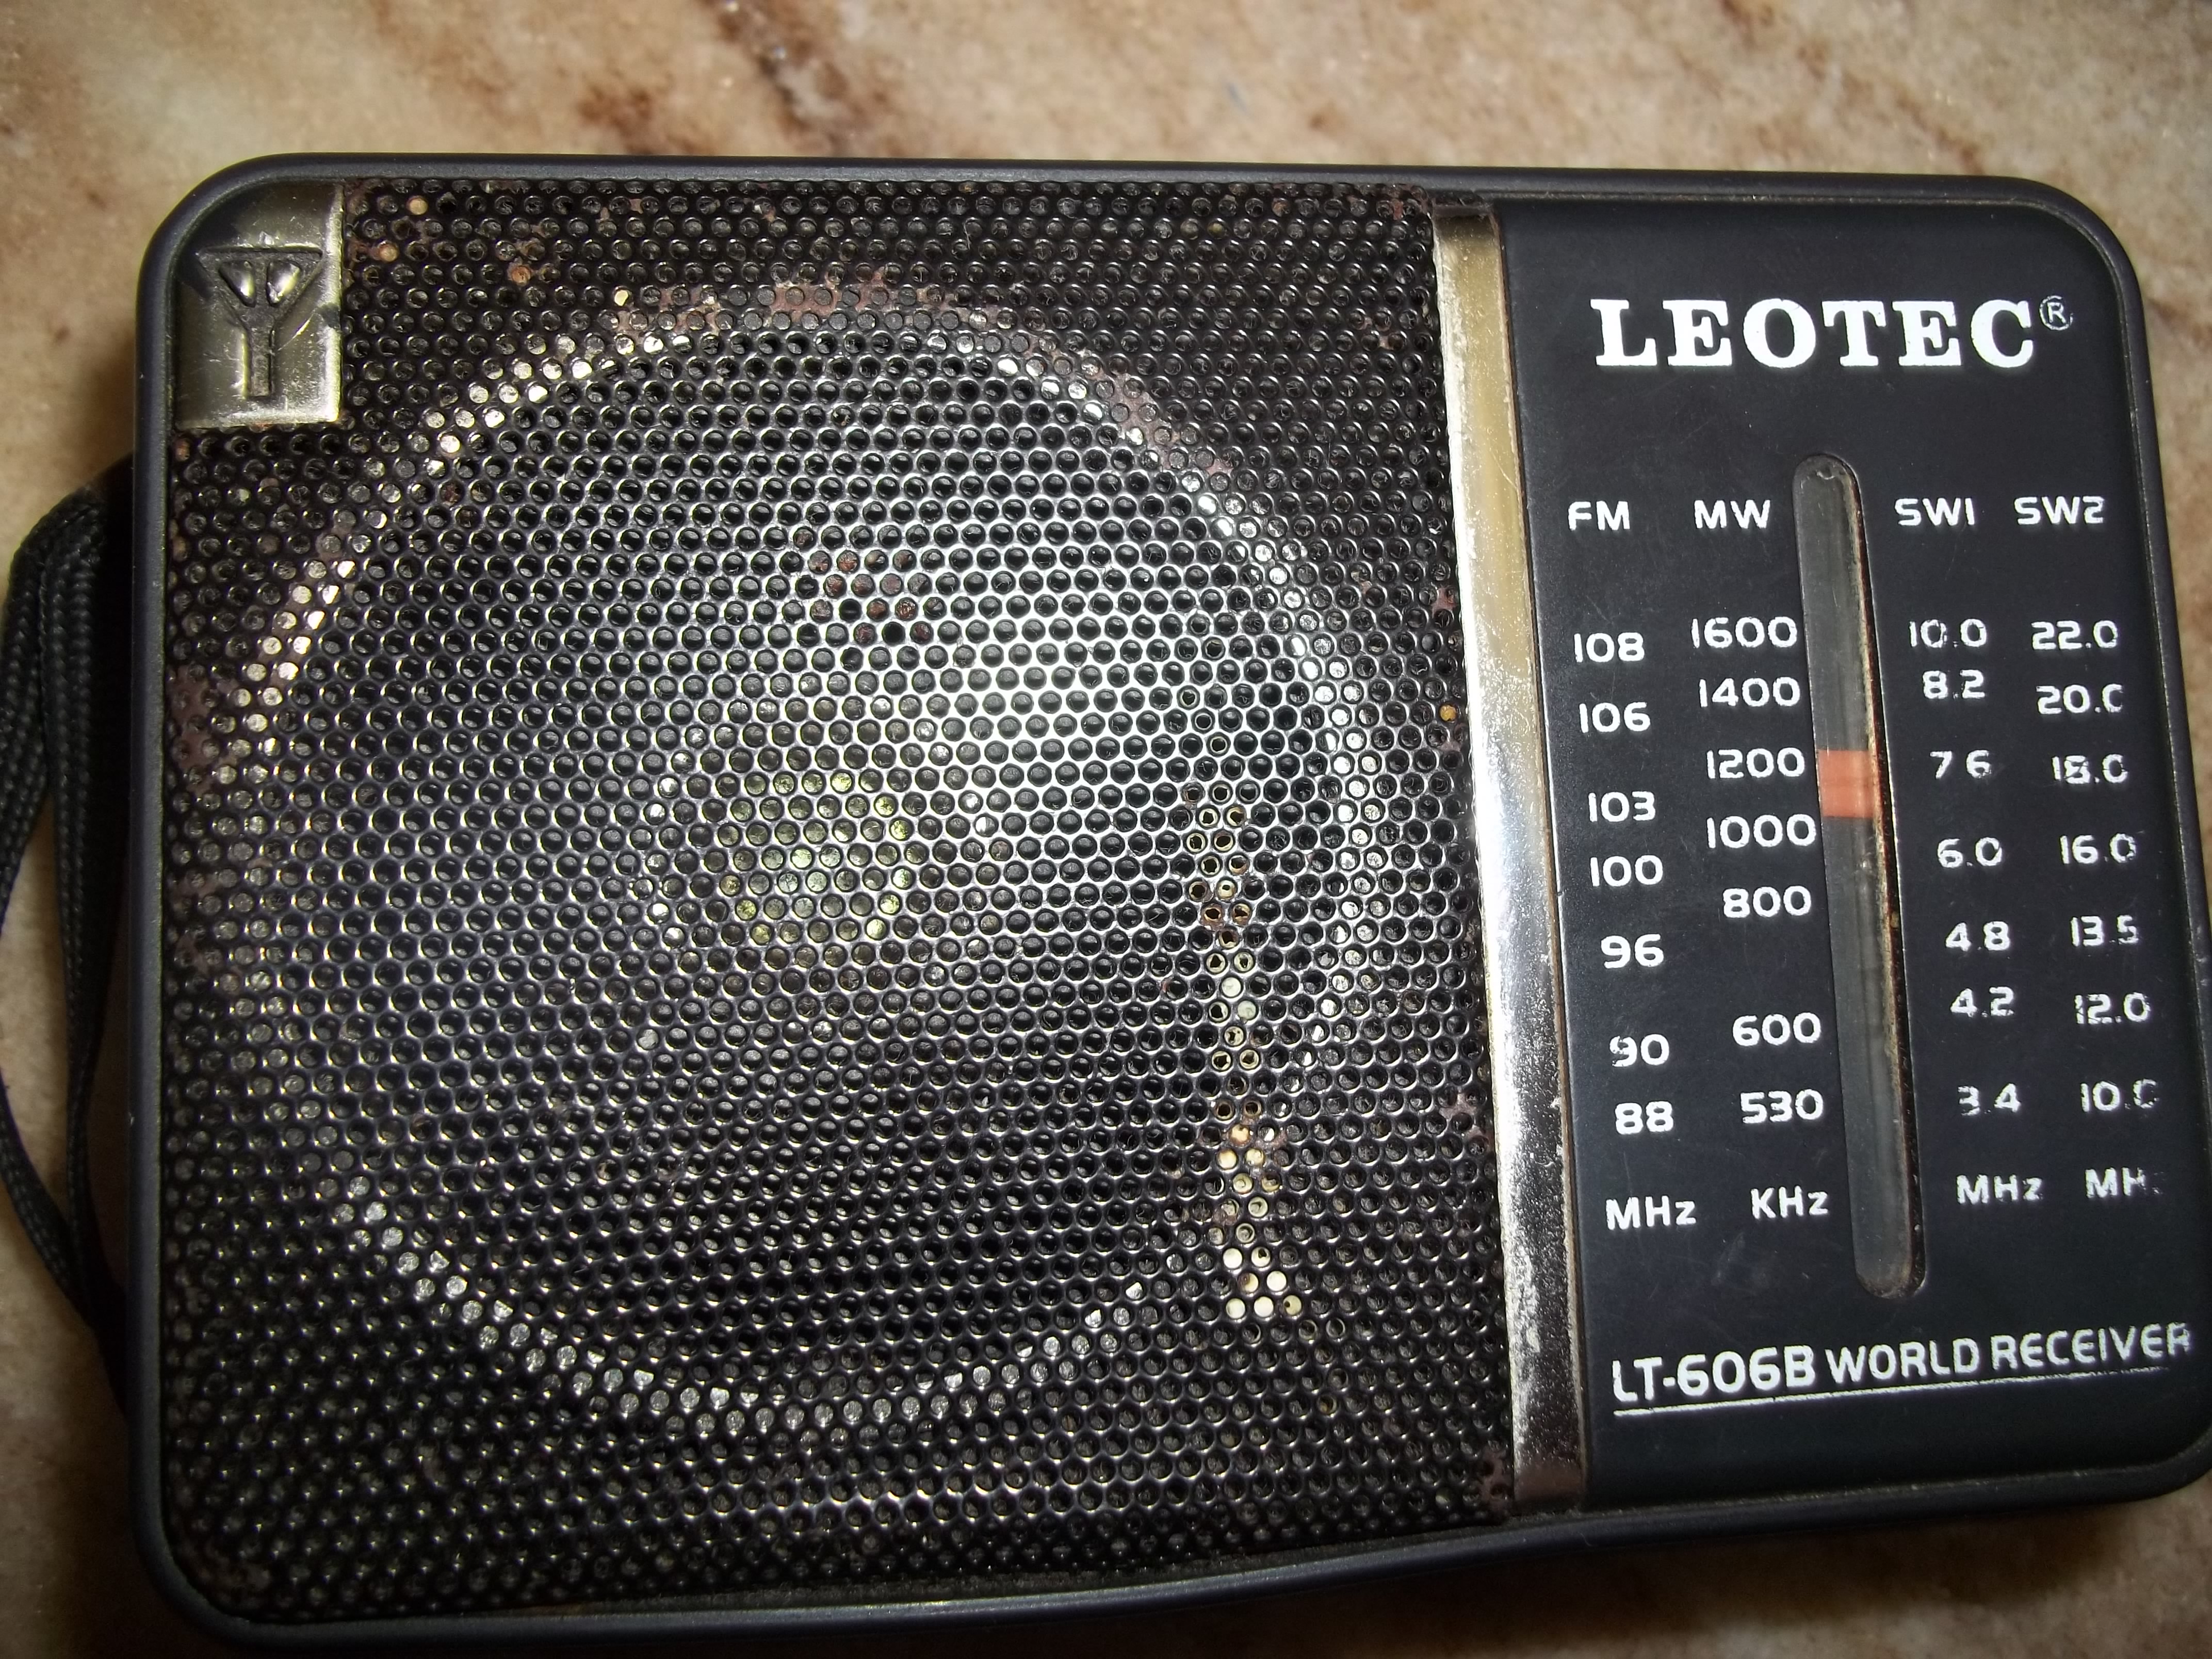 LEOTEC®
FM MW SW1 SW2
108 1600 10.0 22.0
106 1400 8.2 20.0
103 1200 7.6 18.0
100 1000 6.0 16.0
96 800 4.8 13.5
90 600 4.2 12.0
88 530 3.4 10.0
MHz KHz MHz MH
LT-606B WORLD RECEIVER